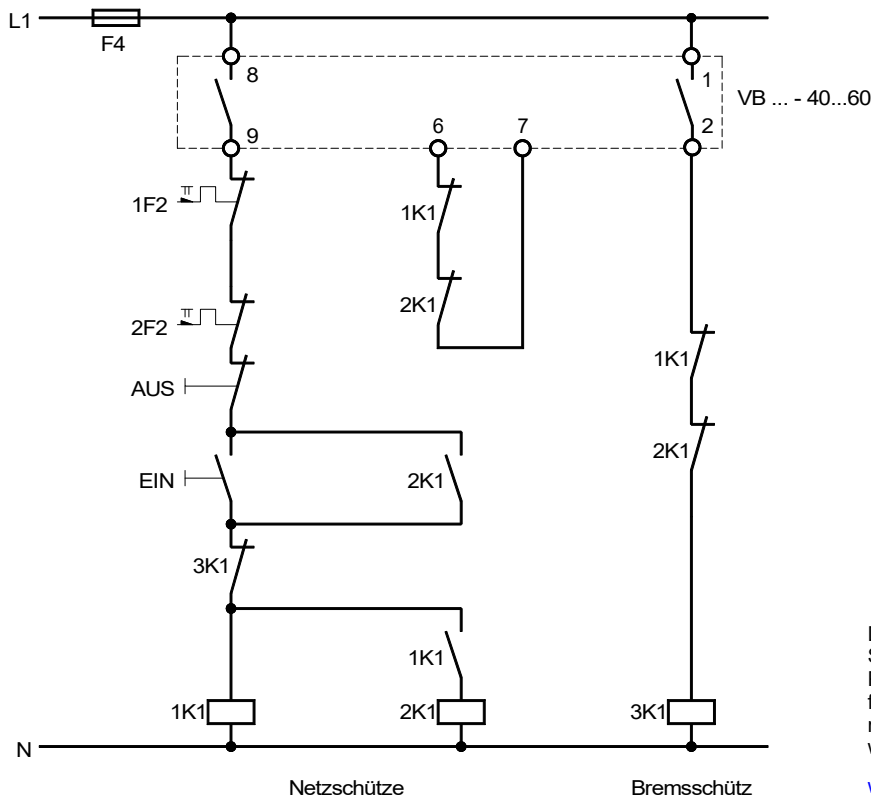 L1
F4
8
1
VB ... - 40...60
9
6
7
2
1F2
1K1
2F2
2K1
1K1
AUS
2K1
EIN
2K1
3K1
1K1
1K1
2K1
3K1
N
Netzschütze
Bremsschütz